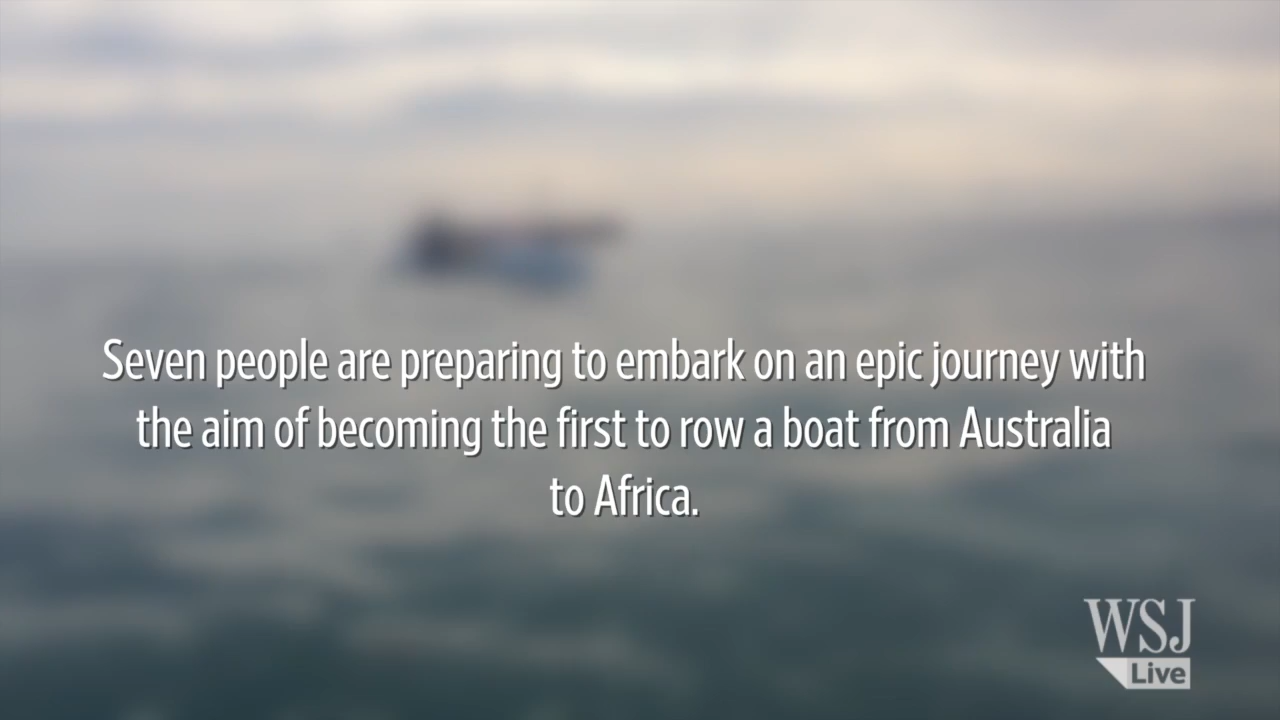 Seven people are preparing to embark on an epic journey with
the aim of becoming the first to row a boat from Australia
to Africa.
WSJ
Live